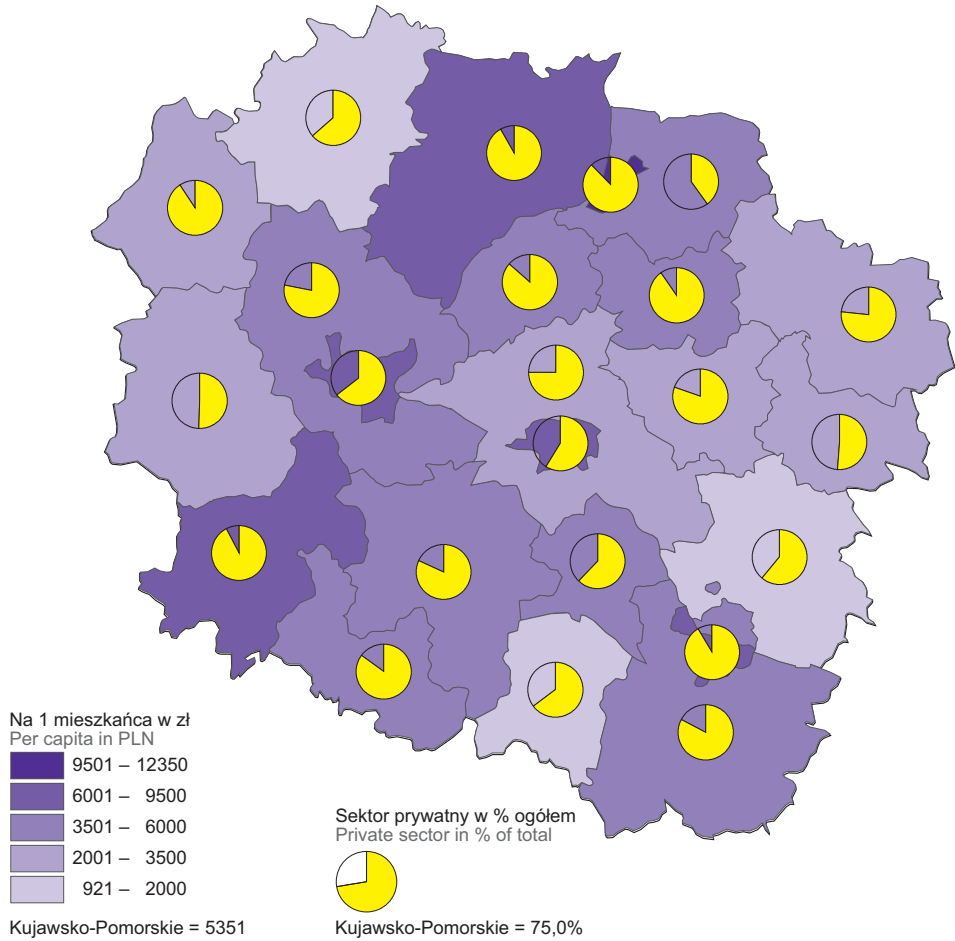 Na 1 mieszkańca w zł
Per capita in PLN
9501 – 12350
6001 – 9500
3501 – 6000
2001 – 3500
921 – 2000
Kujawsko-Pomorskie = 5351
Sektor prywatny w % ogółem
Private sector in % of total
Kujawsko-Pomorskie = 75,0%